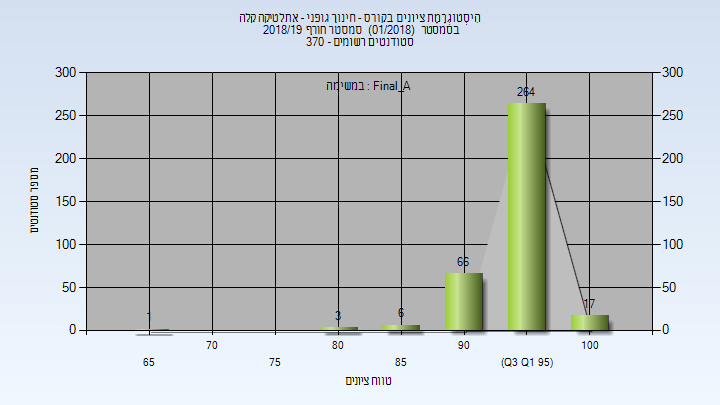 הִיסְטוֹגְרָמַת ציונים בקורס - חינוך גופני - אתלטיקה קלה
בסמסטר (01/2018) סמסטר חורף 2018/19
סטודנטים רשומים - 370
במשימה : Final_A
300 300
250 250
200 200
150 150
100 100
50 50
0 0
מספר סטודנטים
1
3
6
66
264
17
70 80 90 100
65 75 85 (Q3 Q1 95)
טווח ציונים